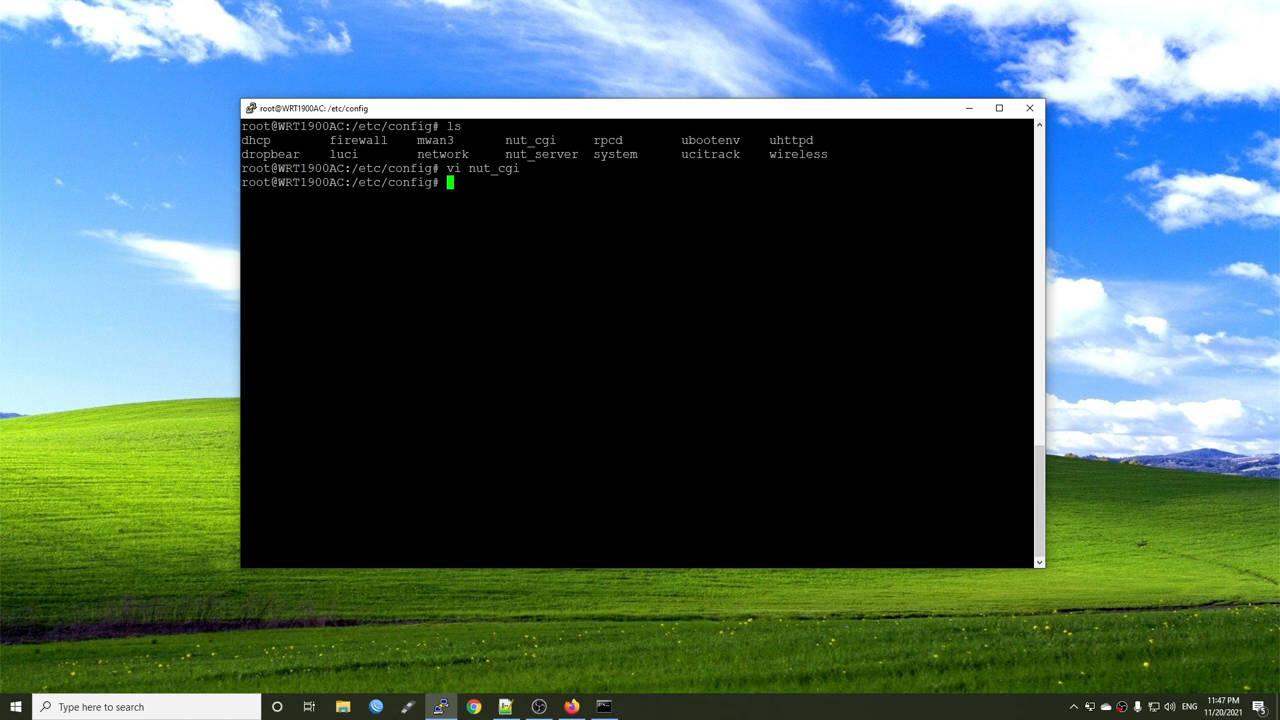 root@WRT1900AC: /etc/config
root@WRT1900AC:/etc/config# ls
dhcp firewall mwan3 nut_cgi rpcd ubootenv uhttpd
dropbear luci network nut_server system ucitrack wireless
root@WRT1900AC:/etc/config# vi nut_cgi
root@WRT1900AC:/etc/config#
Type here to search
ENG
11:47 PM
11/20/2021
5